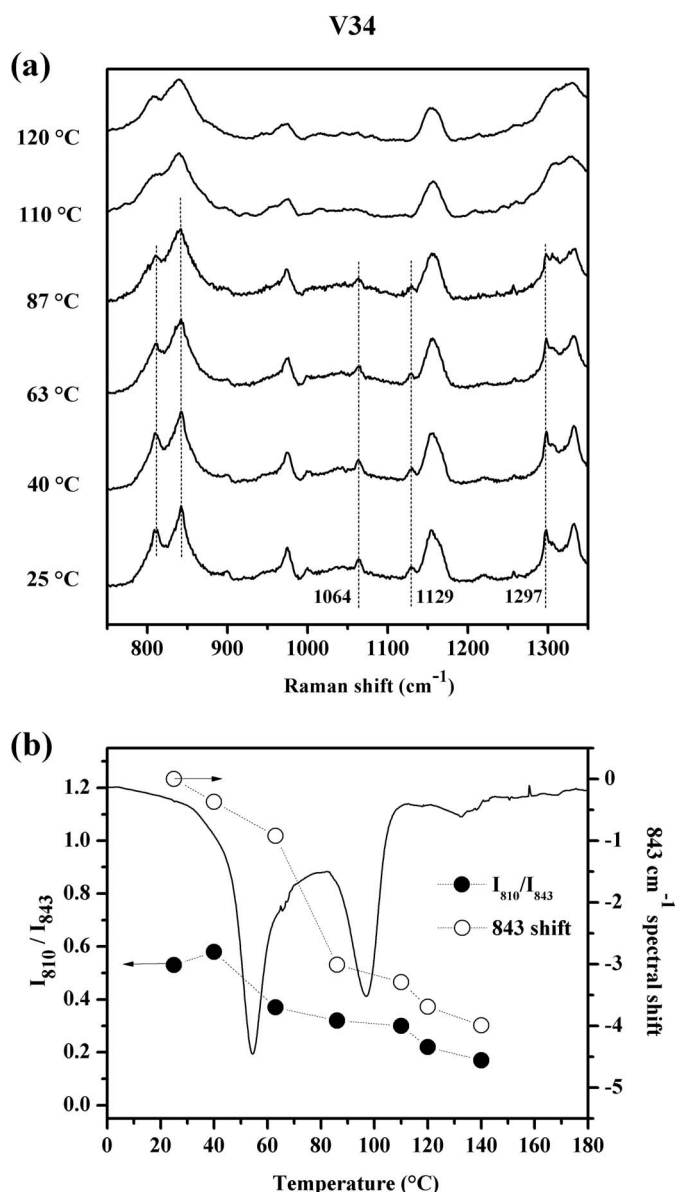 V34
(a)
120 °C
110 °C
87 °C
63 °C
40 °C
25 °C
1064
1129
1297
800
900
1000
1100
1200
1300
Raman shift (cm-1)
(b)
1.2
1.0
0.8
0.6
0.4
0.2
0.0
I810 / I843
0
-1
-2
-3
-4
-5
843 cm-1 spectral shift
I810/I843
843 shift
0
20
40
60
80
100
120
140
160
180
Temperature (°C)